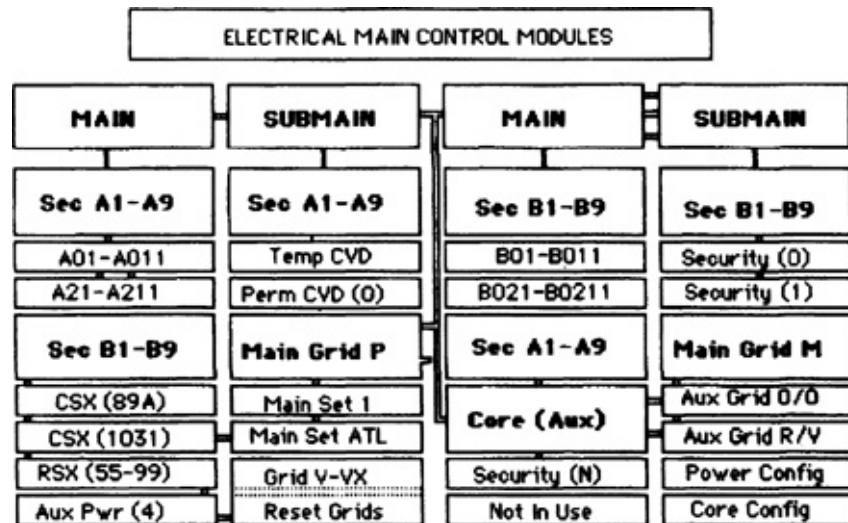 ELECTRICAL MAIN CONTROL MODULES
MAIN
SUBMAIN
MAIN
SUBMAIN
Sec A1-A9
Sec A1-A9
Sec B1-B9
Sec B1-B9
A01-A011
Temp CVD
B01-B011
Security (0)
A21-A211
Perm CVD (0)
B021-B0211
Security (1)
Sec B1-B9
Main Grid P
Sec A1-A9
Main Grid M
CSX (89A)
Main Set 1
Core (Aux)
Aux Grid O/O
CSX (1031)
Main Set ATL
Aux Grid R/V
RSX (55-99)
Grid V-VX
Security (N)
Power Config
Aux Pwr (4)
Reset Grids
Not In Use
Core Config